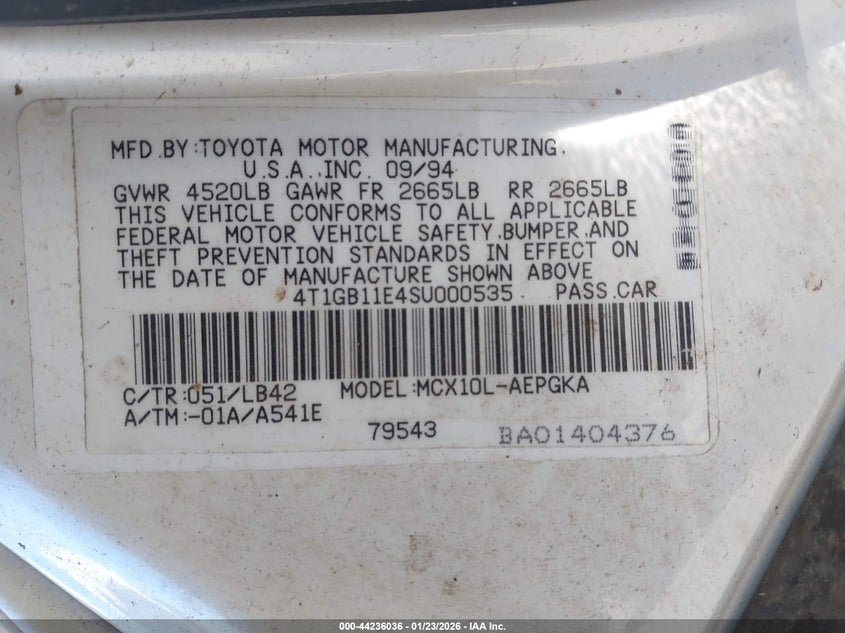 MFD.BY:TOYOTA MOTOR MANUFACTURING,
U.S.A.,INC. 09/94
GVWR 4520LB GAWR FR 2665LB RR 2665LB
THIS VEHICLE CONFORMS TO ALL APPLICABLE
FEDERAL MOTOR VEHICLE SAFETY,BUMPER,AND
THEFT PREVENTION STANDARDS IN EFFECT ON
THE DATE OF MANUFACTURE SHOWN ABOVE
4T1GB11E4SU000535 PASS.CAR
C/TR:051/LB42 MODEL:MCX10L-AEPGKA
A/TM:-01A/A541E
79543 BA01404376
000-44236036 - 01/23/2026 - IAA Inc.